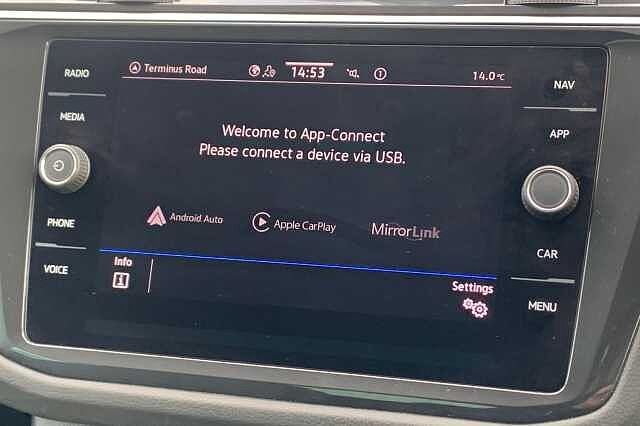 RADIO
MEDIA
PHONE
VOICE
Terminus Road
14:53
14.0°C
Welcome to App-Connect
Please connect a device via USB.
Android Auto
Apple CarPlay
MirrorLink
Info
Settings
NAV
APP
CAR
MENU